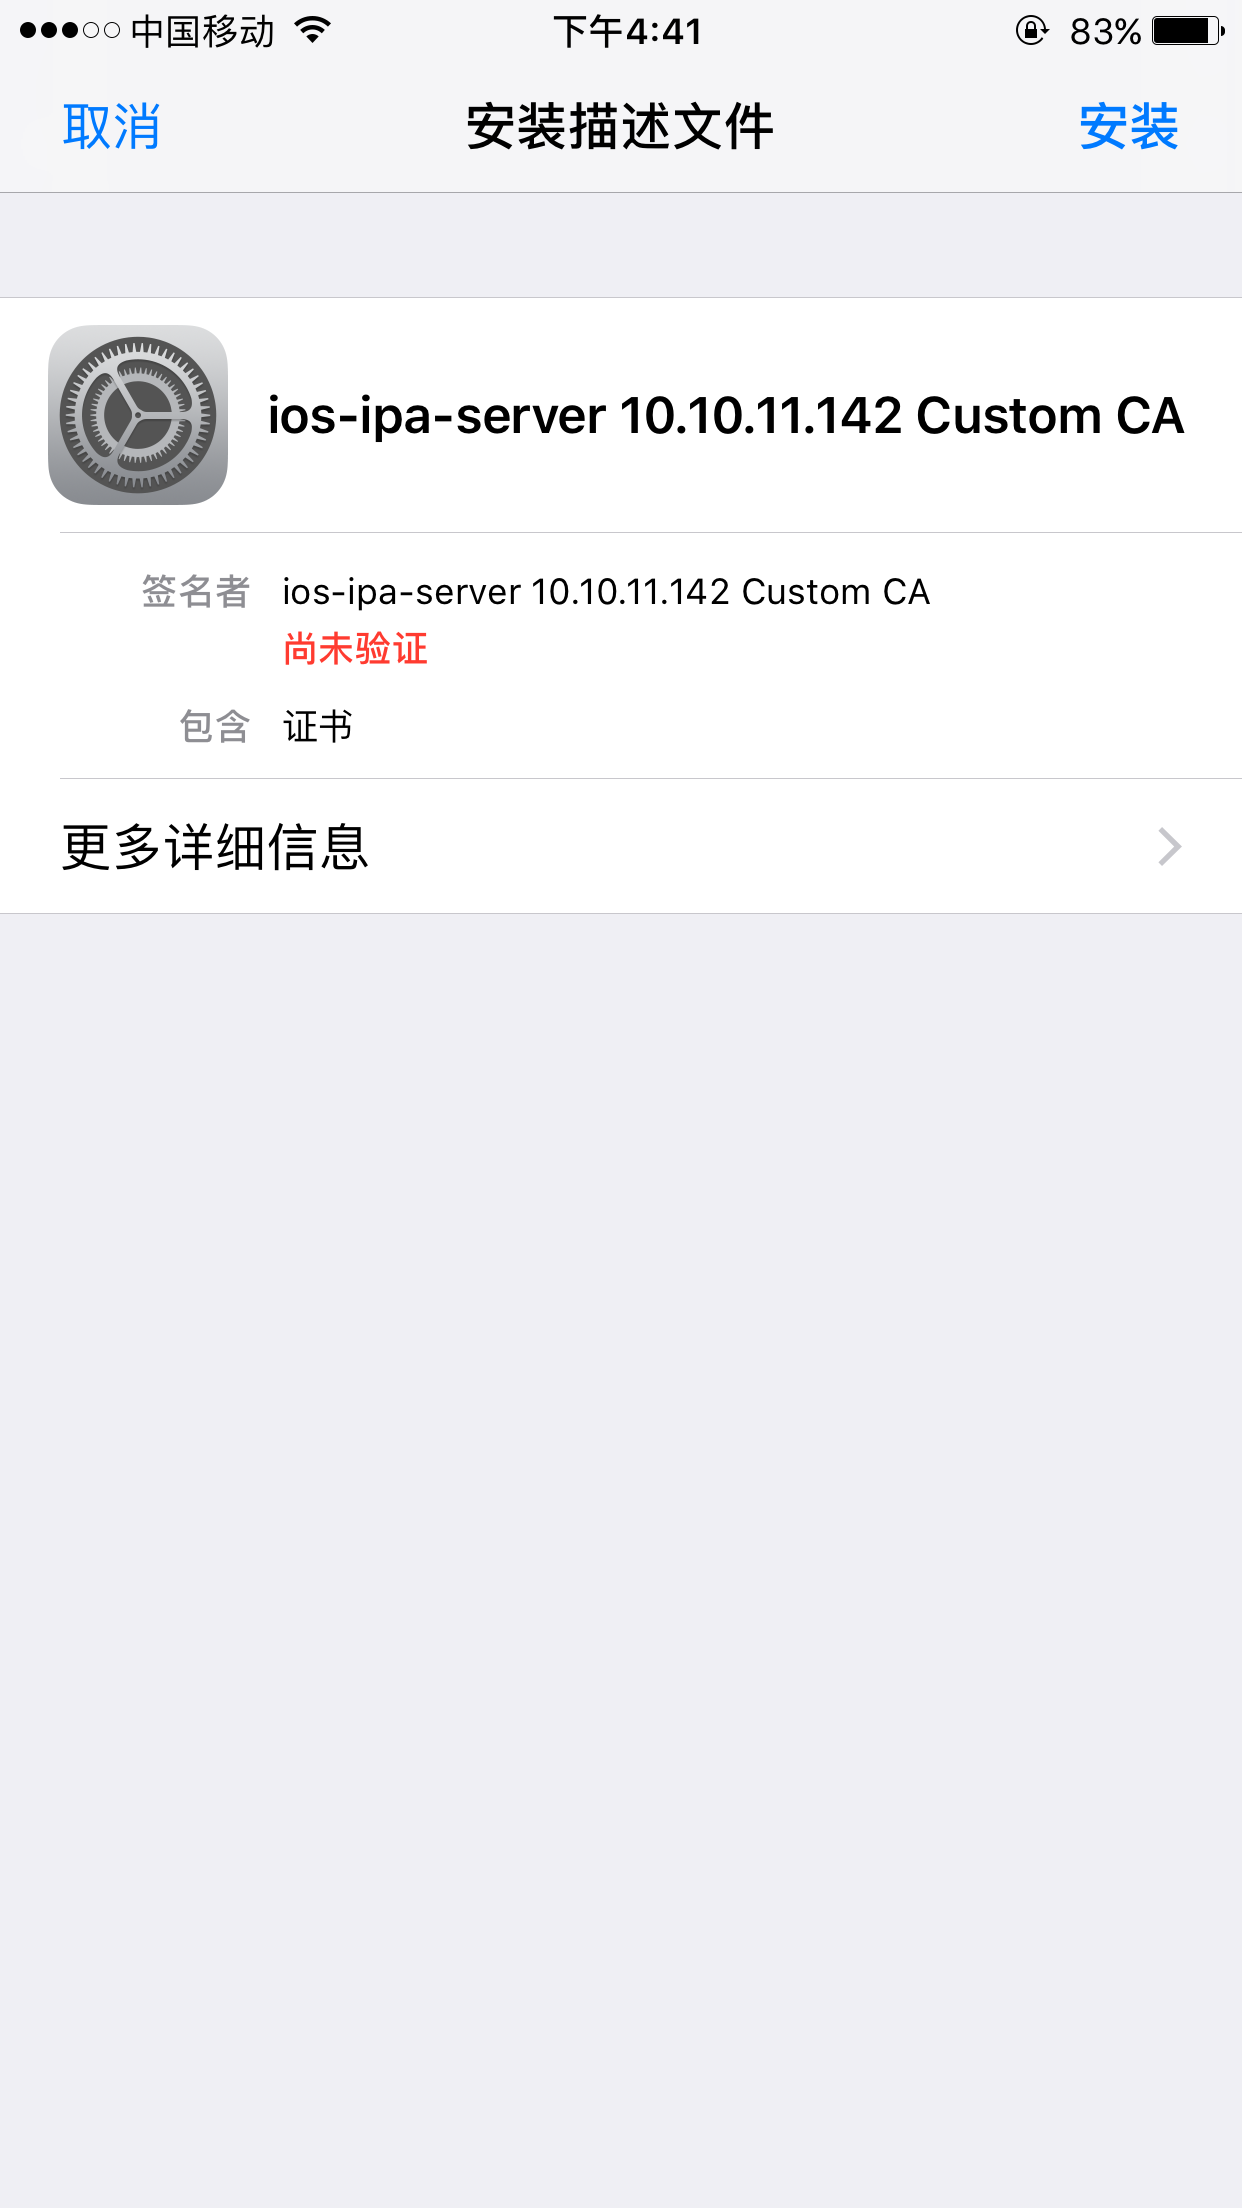 中国移动 下午4:41 83%
取消 安装描述文件 安装
ios-ipa-server 10.10.11.142 Custom CA
签名者 ios-ipa-server 10.10.11.142 Custom CA
尚未验证
包含 证书
更多详细信息